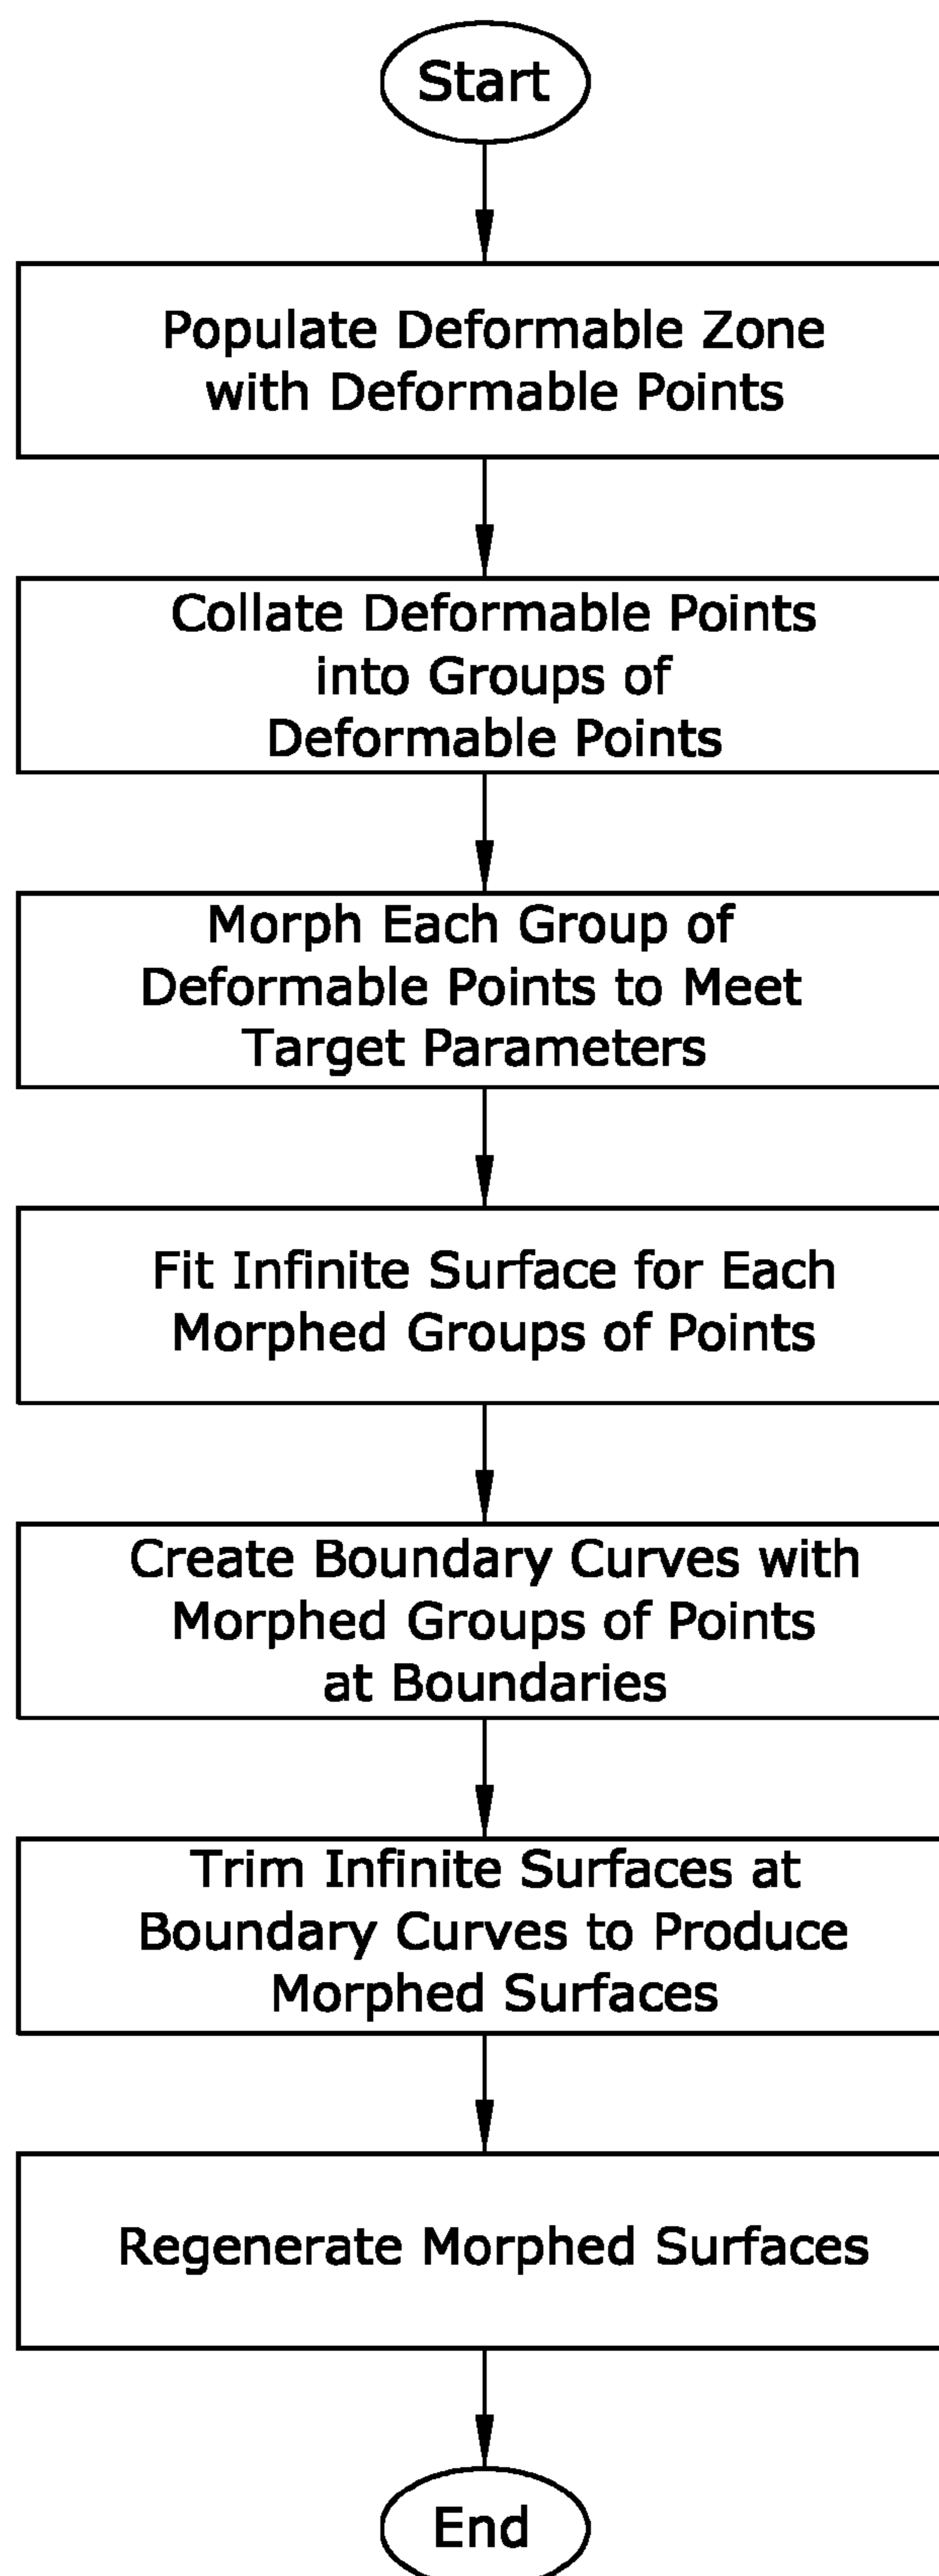 Start
Populate Deformable Zone
with Deformable Points
Collate Deformable Points
into Groups of
Deformable Points
Morph Each Group of
Deformable Points to Meet
Target Parameters
Fit Infinite Surface for Each
Morphed Groups of Points
Create Boundary Curves with
Morphed Groups of Points
at Boundaries
Trim Infinite Surfaces at
Boundary Curves to Produce
Morphed Surfaces
Regenerate Morphed Surfaces
End